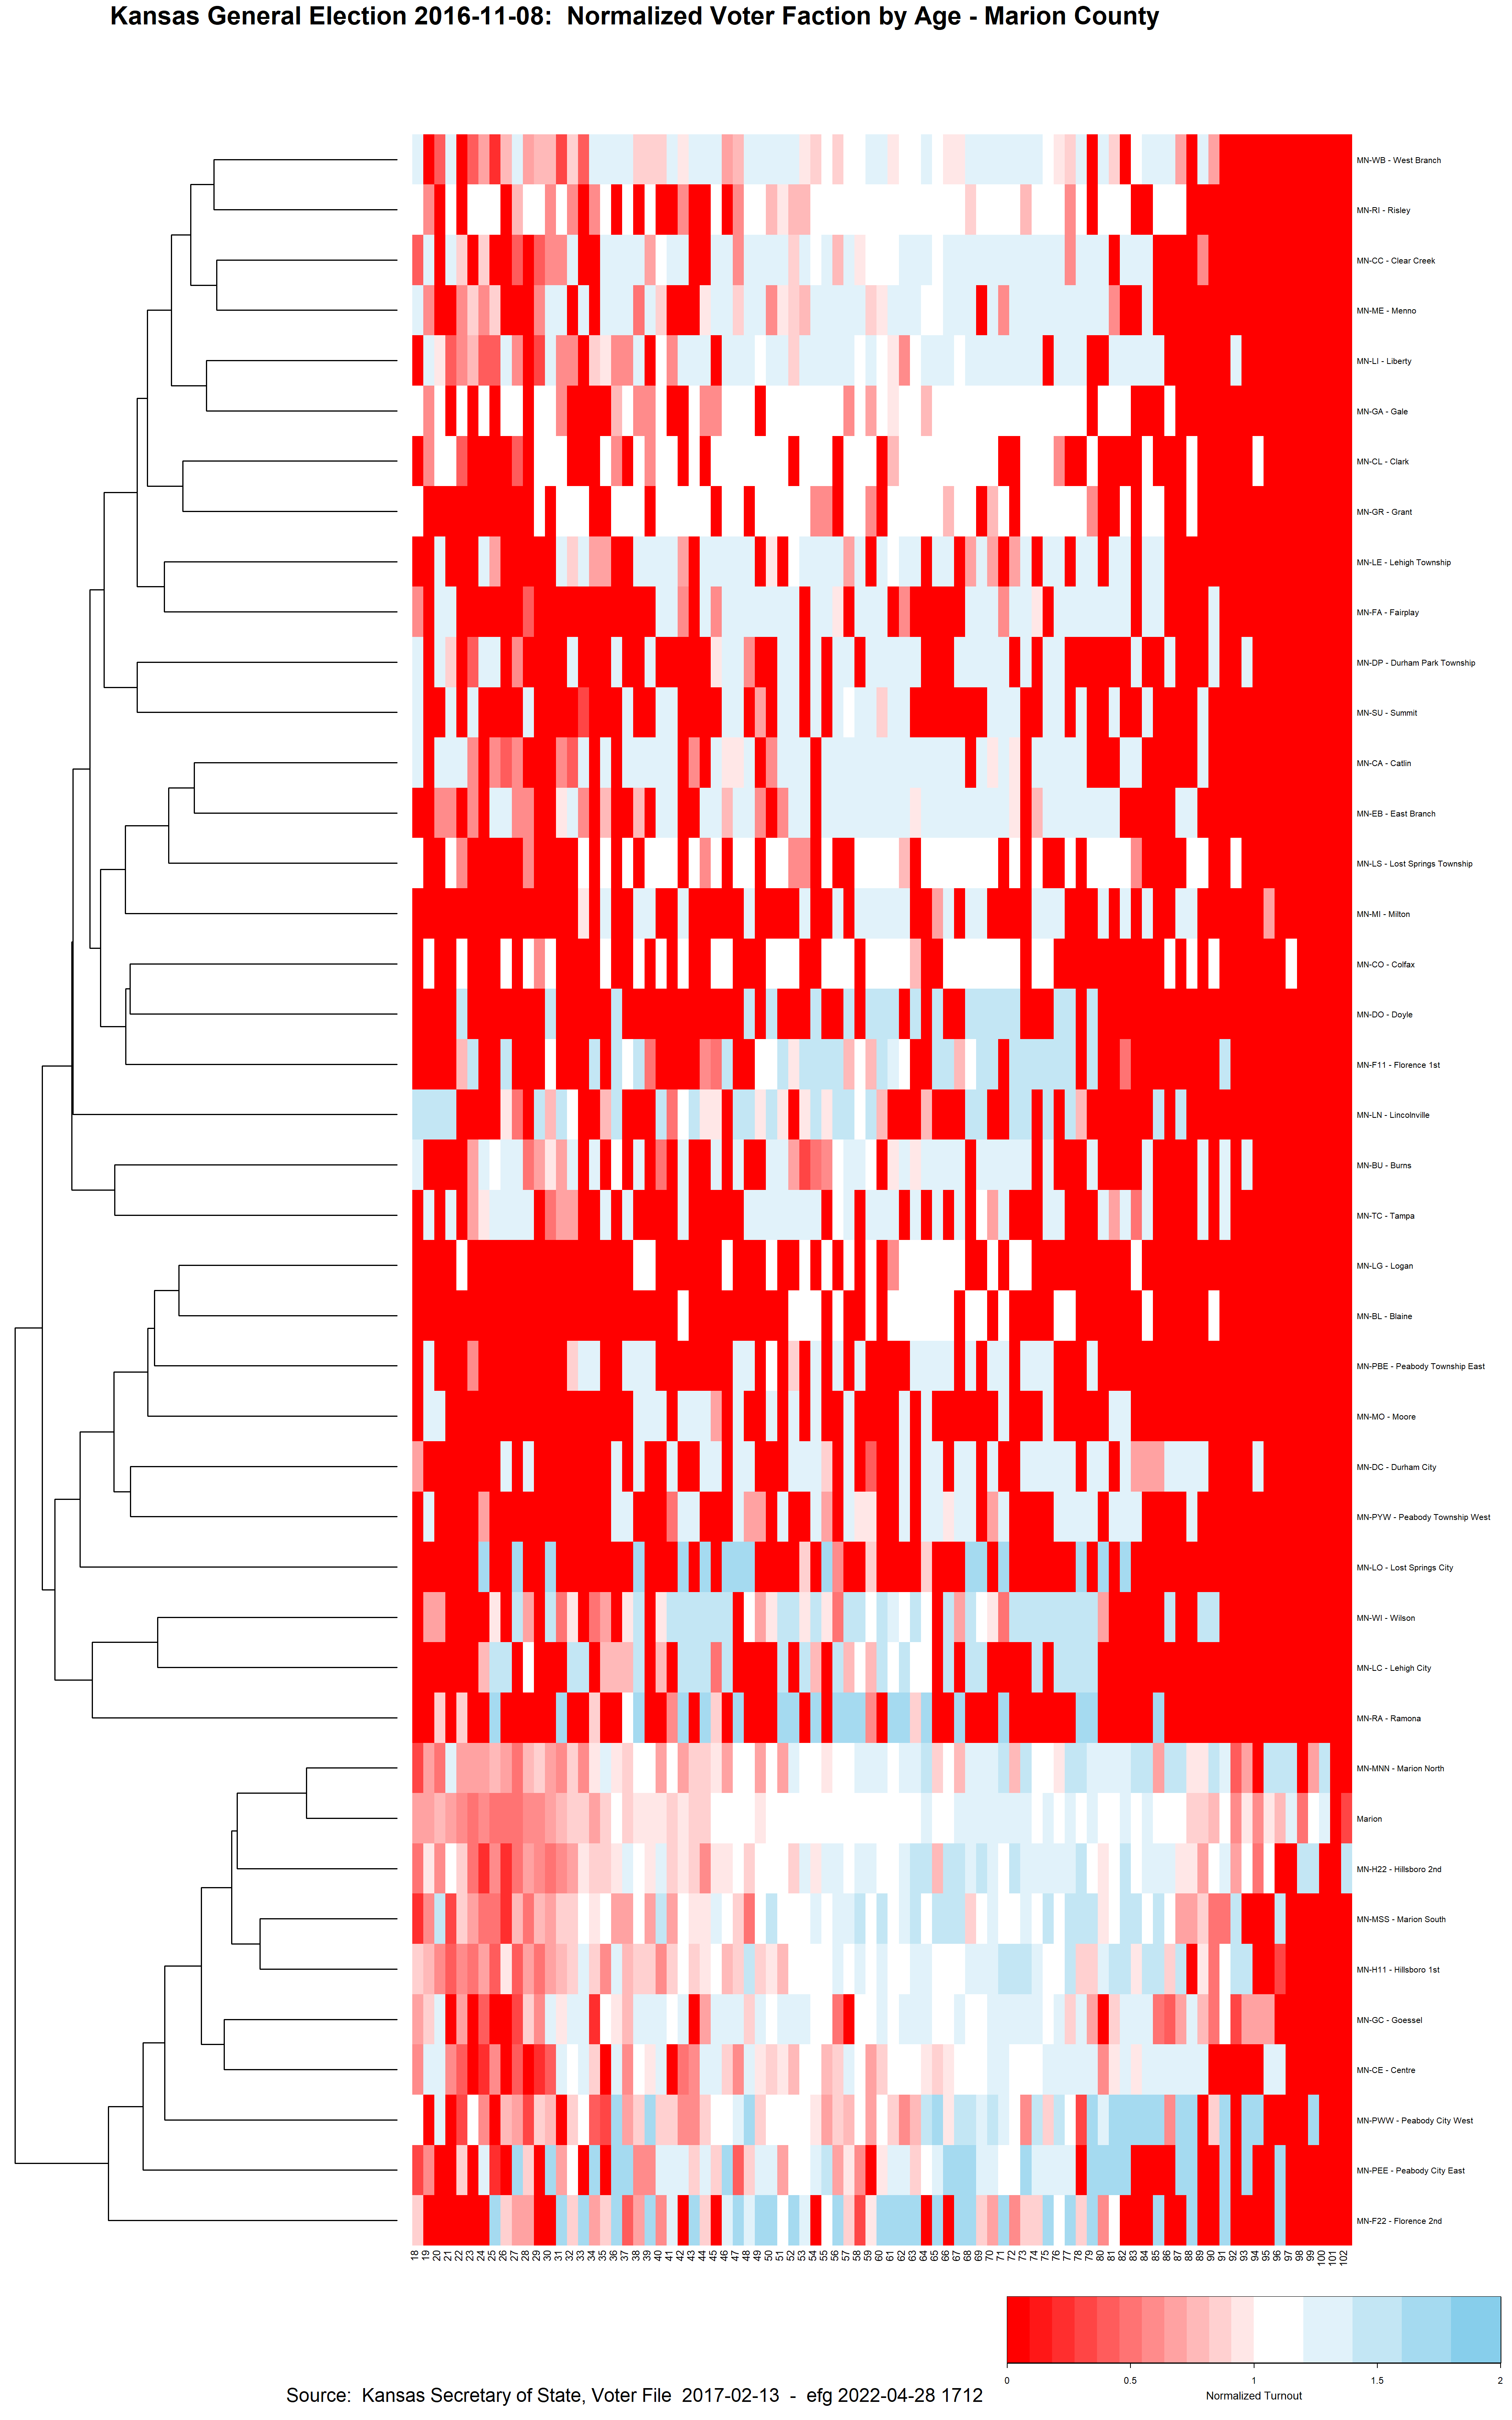 Kansas General Election 2016-11-08:  Normalized Voter Faction by Age - Marion County
MN-WB - West Branch
MN-RI - Risley
MN-CC - Clear Creek
MN-ME - Menno
MN-LI - Liberty
MN-GA - Gale
MN-CL - Clark
MN-GR - Grant
MN-LE - Lehigh Township
MN-FA - Fairplay
MN-DP - Durham Park Township
MN-SU - Summit
MN-CA - Catlin
MN-EB - East Branch
MN-LS - Lost Springs Township
MN-MI - Milton
MN-CO - Colfax
MN-DO - Doyle
MN-F11 - Florence 1st
MN-LN - Lincolnville
MN-BU - Burns
MN-TC - Tampa
MN-LG - Logan
MN-BL - Blaine
MN-PBE - Peabody Township East
MN-MO - Moore
MN-DC - Durham City
MN-PYW - Peabody Township West
MN-LO - Lost Springs City
MN-WI - Wilson
MN-LC - Lehigh City
MN-RA - Ramona
MN-MNN - Marion North
Marion
MN-H22 - Hillsboro 2nd
MN-MSS - Marion South
MN-H11 - Hillsboro 1st
MN-GC - Goessel
MN-CE - Centre
MN-PWW - Peabody City West
MN-PEE - Peabody City East
MN-F22 - Florence 2nd
18 19 20 21 22 23 24 25 26 27 28 29 30 31 32 33 34 35 36 37 38 39 40 41 42 43 44 45 46 47 48 49 50 51 52 53 54 55 56 57 58 59 60 61 62 63 64 65 66 67 68 69 70 71 72 73 74 75 76 77 78 79 80 81 82 83 84 85 86 87 88 89 90 91 92 93 94 95 96 97 98 99 100 101 102
0 0.5 1 1.5 2
Normalized Turnout
Source:  Kansas Secretary of State, Voter File  2017-02-13  -  efg 2022-04-28 1712